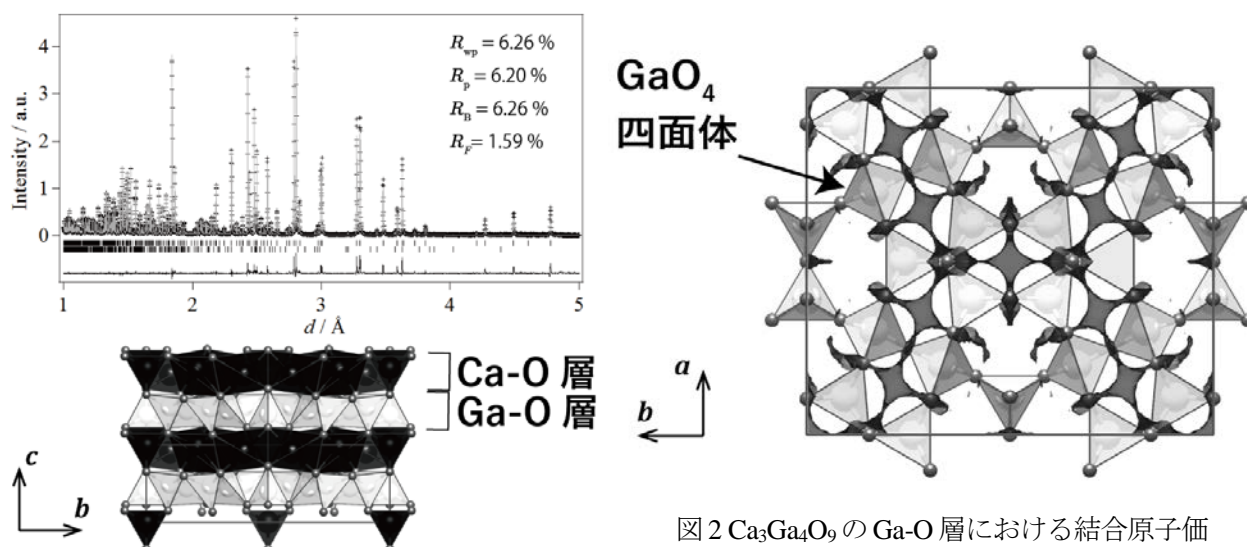 R_wp = 6.26 %
R_p = 6.20 %
R_B = 6.26 %
R_F = 1.59 %
Intensity / a.u.
4
3
2
1
0
1 2 3 4 5
d / Å
Ca-O 層
Ga-O 層
c
b
GaO₄
四面体
a
b
図 2 Ca₃Ga₄O₉ の Ga-O 層における結合原子価